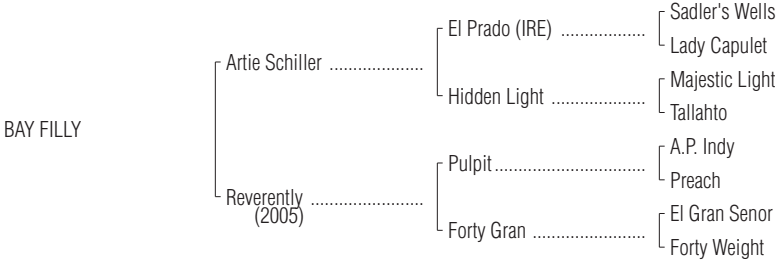 Sadler's Wells
El Prado (IRE) ....................
Lady Capulet
Artie Schiller ......................
Majestic Light
Hidden Light ......................
Tallahto
BAY FILLY
A.P. Indy
Pulpit....................................
Preach
Reverently ...........................
(2005)
El Gran Senor
Forty Gran ..........................
Forty Weight